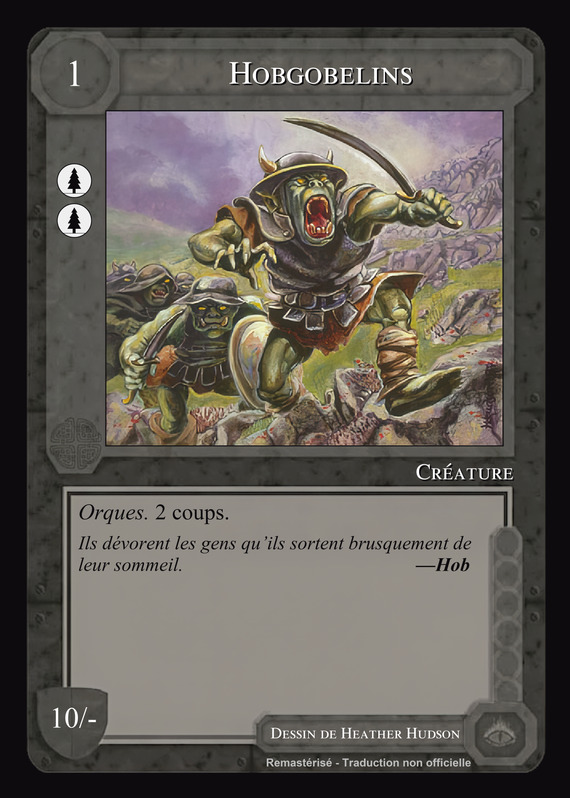 1
Hobgobelins
Créature
Orques. 2 coups.
Ils dévorent les gens qu'ils sortent brusquement de
leur sommeil. —Hob
10/-
Dessin de Heather Hudson
Remastérisé - Traduction non officielle